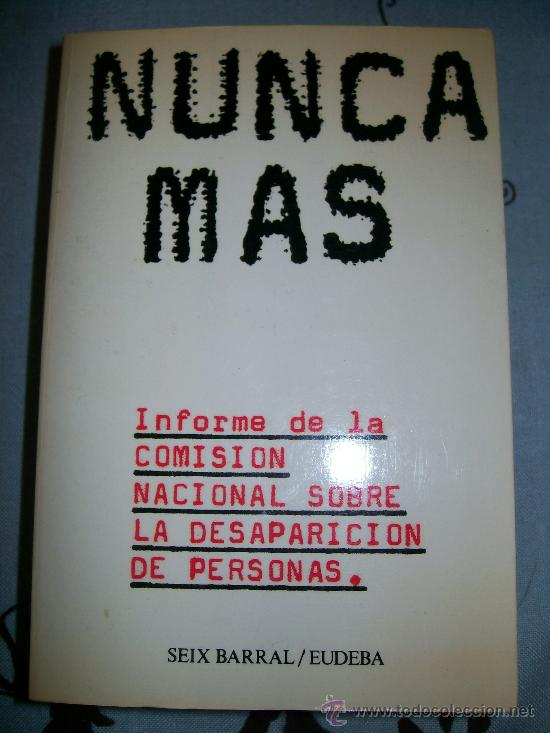 NUNCA
MAS
Informe de la
COMISION
NACIONAL SOBRE
LA DESAPARICION
DE PERSONAS.
SEIX BARRAL/EUDEBA
www.todocoleccion.net